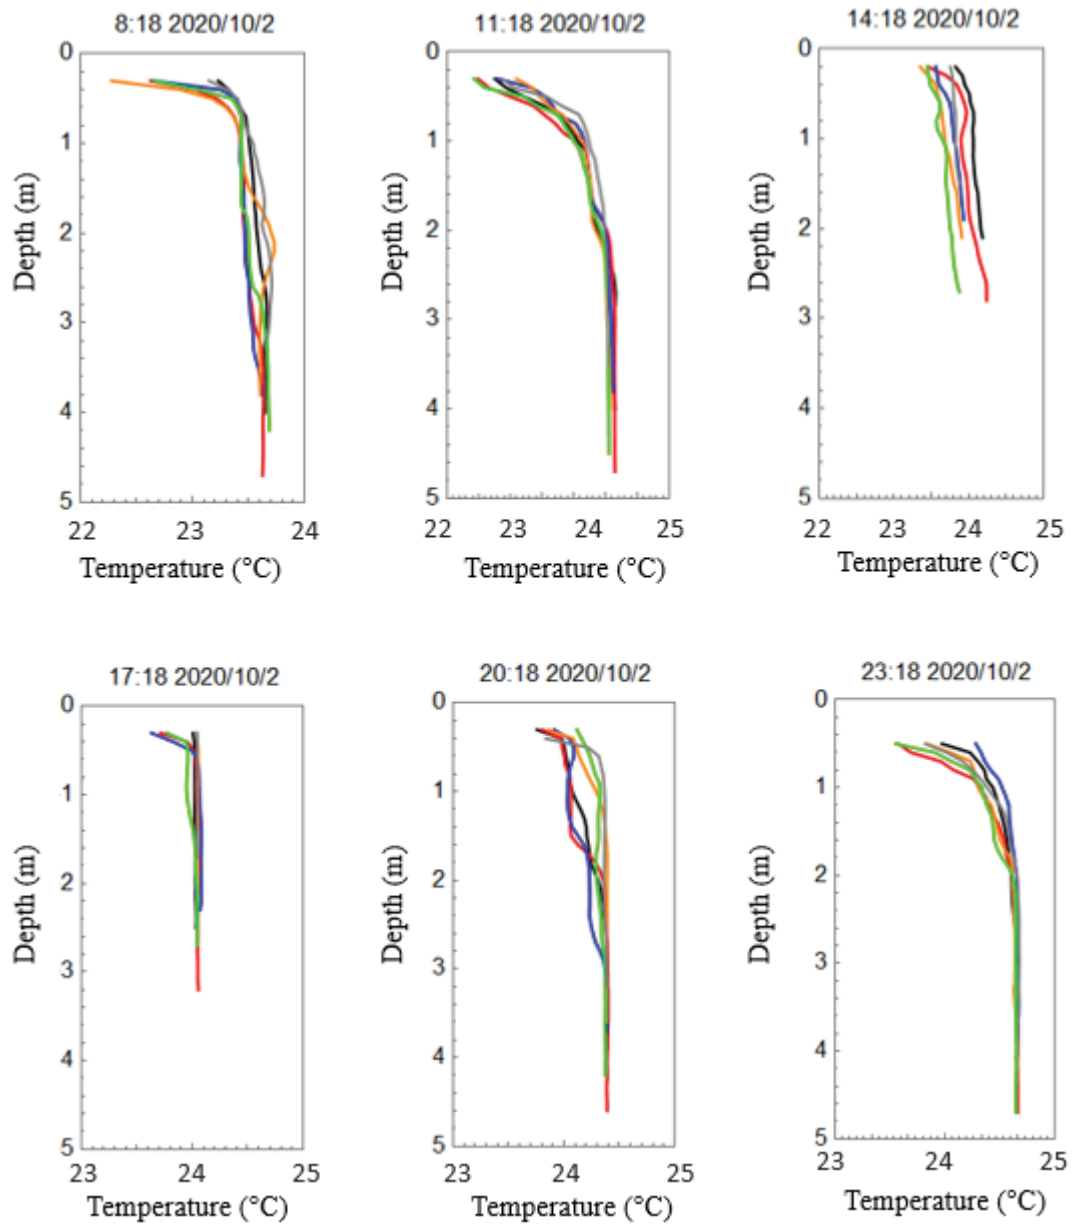 8:18 2020/10/2
0
1
2
3
4
5
Depth (m)
22 23 24
Temperature (°C)
11:18 2020/10/2
0
1
2
3
4
5
Depth (m)
22 23 24 25
Temperature (°C)
14:18 2020/10/2
0
1
2
3
4
5
Depth (m)
22 23 24 25
Temperature (°C)
17:18 2020/10/2
0
1
2
3
4
5
Depth (m)
23 24 25
Temperature (°C)
20:18 2020/10/2
0
1
2
3
4
5
Depth (m)
23 24 25
Temperature (°C)
23:18 2020/10/2
0
1
2
3
4
5
Depth (m)
23 24 25
Temperature (°C)